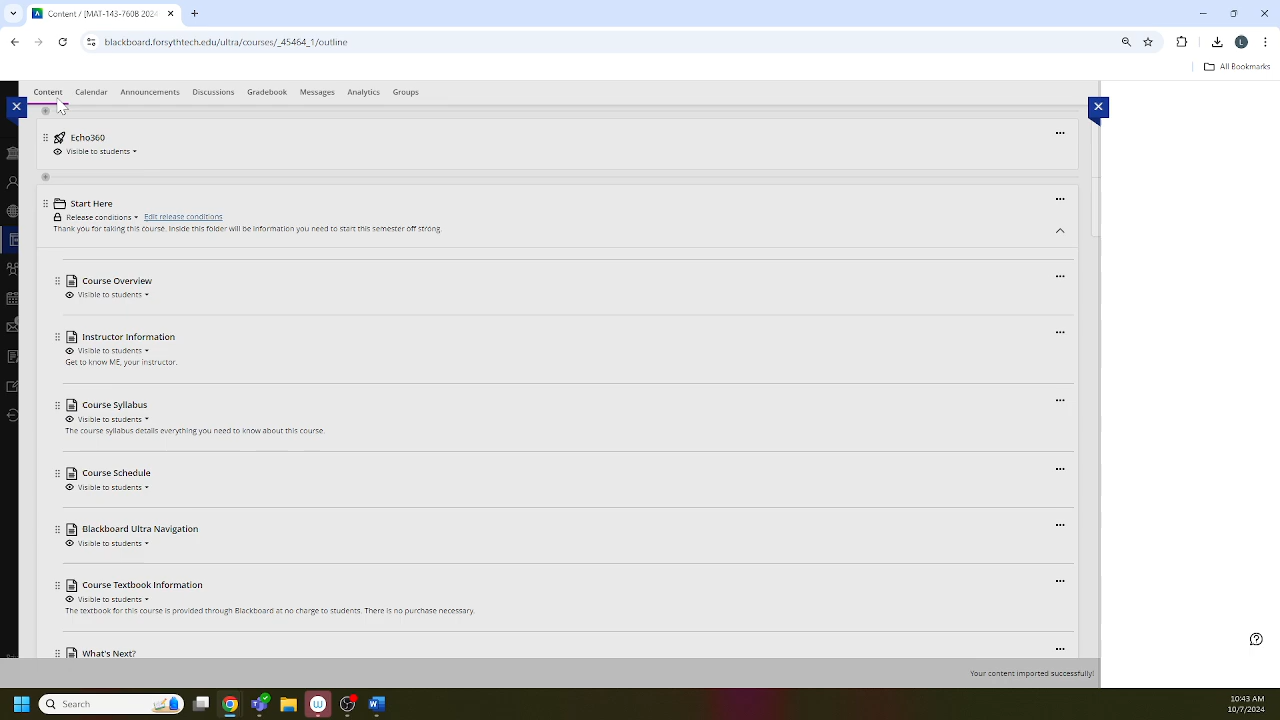 Content / [MAT-143-760B 2024
blackboard.forsythtech.edu/ultra/courses/_45464_1/outline
All Bookmarks
Content Calendar Announcements Discussions Gradebook Messages Analytics Groups
Echo360
Visible to students
Start Here
Release conditions Edit release conditions
Thank you for taking this course. Inside this folder will be information you need to start this semester off strong
Course Overview
Visible to students
Instructor Information
Visible to students
Get to know ME, your instructor.
Course Syllabus
Visible to students
The course syllabus details everything you need to know about this course.
Course Schedule
Visible to students
Blackboard Ultra Navigation
Visible to students
Course Textbook Information
Visible to students
The textbook for this course is provided through Blackboard at no charge to students. There is no purchase necessary.
What's Next?
Your content imported successfully!
Search
10:43 AM
10/7/2024